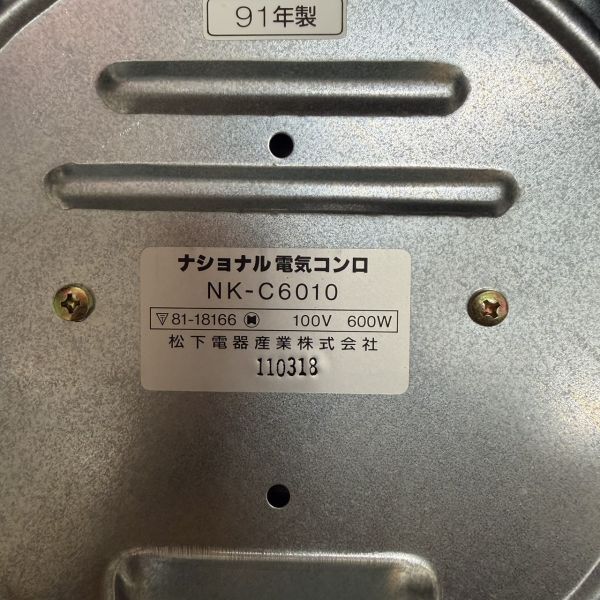 91年製
ナショナル電気コンロ
NK-C6010
▽〒 81-18166 100V 600W
松下電器産業株式会社
110318